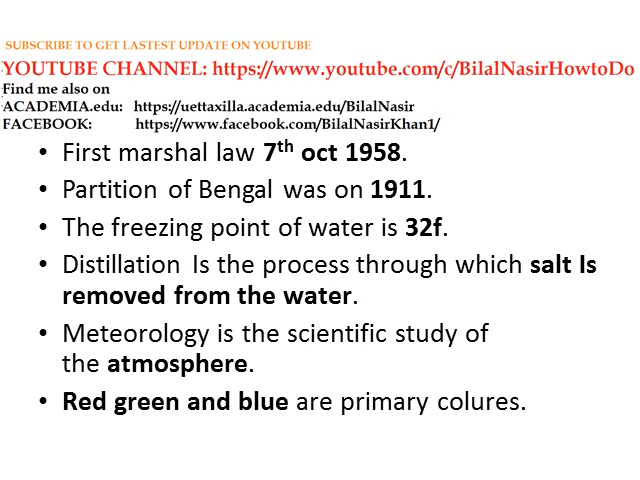 SUBSCRIBE TO GET LASTEST UPDATE ON YOUTUBE
YOUTUBE CHANNEL: https://www.youtube.com/c/BilalNasirHowtoDo
Find me also on
ACADEMIA.edu: https://uettaxilla.academia.edu/BilalNasir
FACEBOOK: https://www.facebook.com/BilalNasirKhan1/
• First marshal law 7th oct 1958.
• Partition of Bengal was on 1911.
• The freezing point of water is 32f.
• Distillation Is the process through which salt Is
removed from the water.
• Meteorology is the scientific study of
the atmosphere.
• Red green and blue are primary colures.